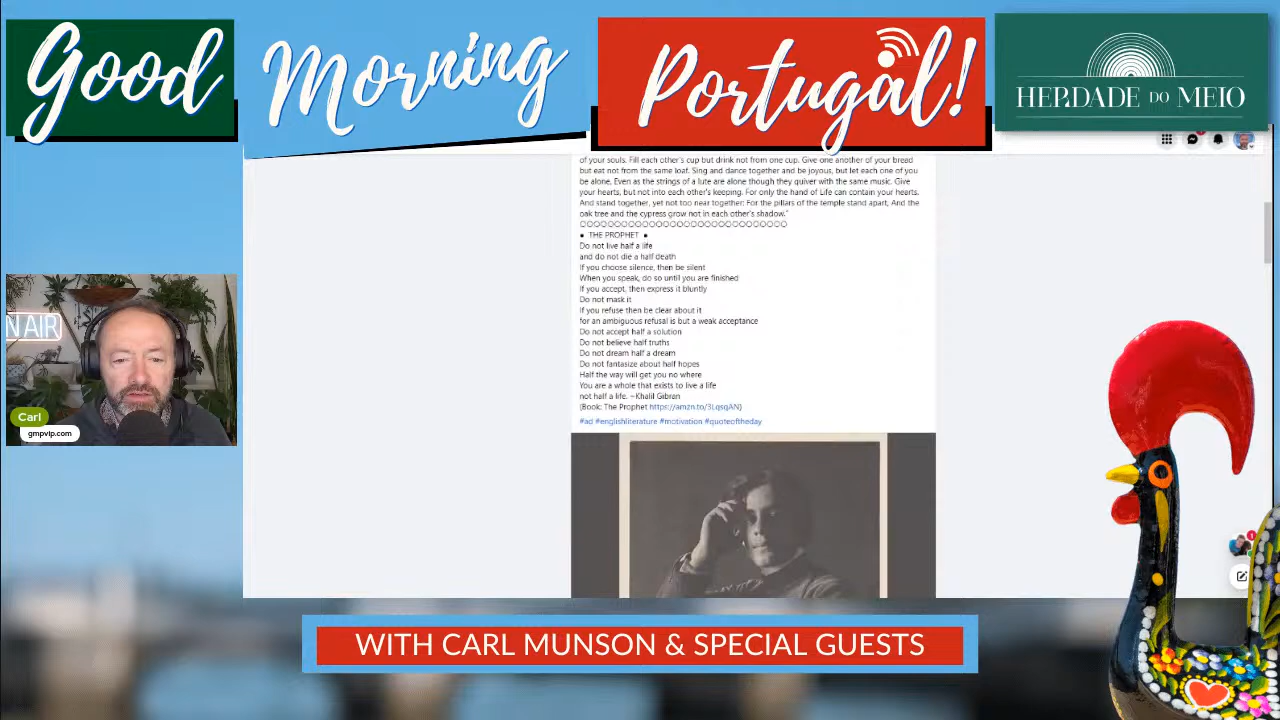 Good
Morning
Portugal!
HERDADE DO MEIO
of your souls. Fill each other's cup but drink not from one cup. Give one another of your bread
but eat not from the same loaf. Sing and dance together and be joyous, but let each one of you
be alone, Even as the strings of a lute are alone though they quiver with the same music. Give
your hearts, but not into each other's keeping. For only the hand of Life can contain your hearts.
And stand together, yet not too near together: For the pillars of the temple stand apart, And the
oak tree and the cypress grow not in each other's shadow."
● THE PROPHET ●
Do not live half a life
and do not die a half death
If you choose silence, then be silent
When you speak, do so until you are finished
If you accept, then express it bluntly
Do not mask it
If you refuse then be clear about it
for an ambiguous refusal is but a weak acceptance
Do not accept half a solution
Do not believe half truths
Do not dream half a dream
Do not fantasize about half hopes
Half the way will get you no where
You are a whole that exists to live a life
not half a life. ~Khalil Gibran
(Book: The Prophet https://amzn.to/3LqsqAN)
#ad #englishliterature #motivation #quoteoftheday
N AIR
Carl
gmpvip.com
WITH CARL MUNSON & SPECIAL GUESTS